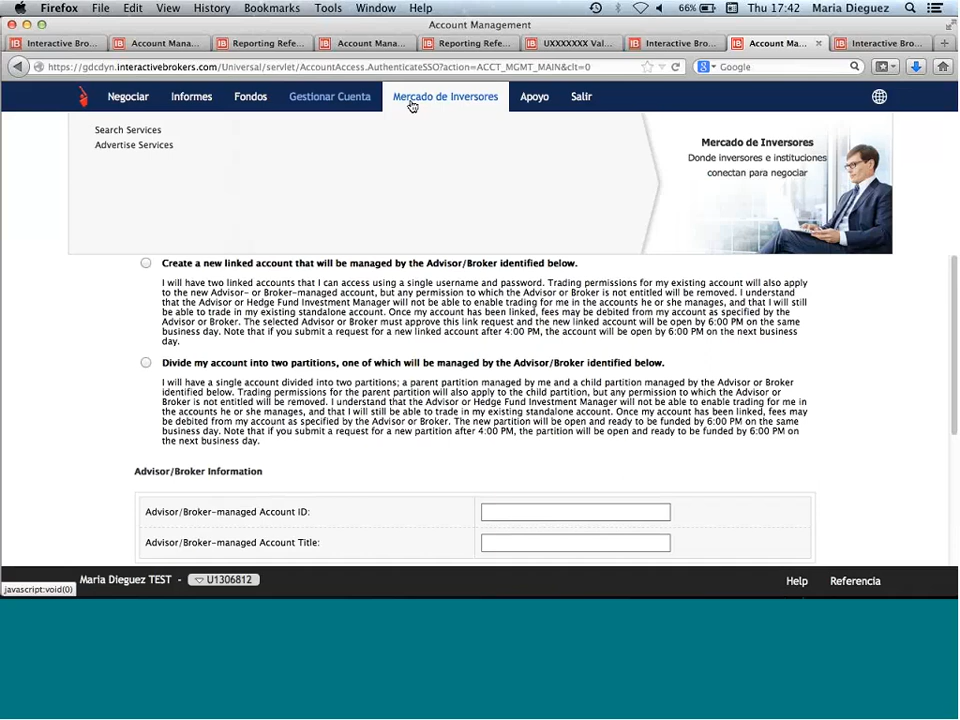 Firefox File Edit View History Bookmarks Tools Window Help 66% Thu 17:42 Maria Dieguez
Account Management
Interactive Bro... Account Mana... Reporting Refe... Account Mana... Reporting Refe... UXXXXXXX Val... Interactive Bro... Account Ma... Interactive Bro...
https://gdcdyn.interactivebrokers.com/Universal/servlet/AccountAccess.AuthenticateSSO?action=ACCT_MGMT_MAIN&clt=0 Google
Negociar Informes Fondos Gestionar Cuenta Mercado de Inversores Apoyo Salir
Search Services
Advertise Services
Mercado de Inversores
Donde inversores e instituciones
conectan para negociar
Create a new linked account that will be managed by the Advisor/Broker identified below.
I will have two linked accounts that I can access using a single username and password. Trading permissions for my existing account will also apply
to the new Advisor- or Broker-managed account, but any permission to which the Advisor or Broker is not entitled will be removed. I understand
that the Advisor or Hedge Fund Investment Manager will not be able to enable trading for me in the accounts he or she manages, and that I will still
be able to trade in my existing standalone account. Once my account has been linked, fees may be debited from my account as specified by the
Advisor or Broker. The selected Advisor or Broker must approve this link request and the new linked account will be open by 6:00 PM on the same
business day. Note that if you submit a request for a new linked account after 4:00 PM, the account will be open by 6:00 PM on the next business
day.
Divide my account into two partitions, one of which will be managed by the Advisor/Broker identified below.
I will have a single account divided into two partitions; a parent partition managed by me and a child partition managed by the Advisor or Broker
identified below. Trading permissions for the parent partition will also apply to the child partition, but any permission to which the Advisor or
Broker is not entitled will be removed. I understand that the Advisor or Hedge Fund Investment Manager will not be able to enable trading for me in
the accounts he or she manages, and that I will still be able to trade in my existing standalone account. Once my account has been linked, fees may
be debited from my account as specified by the Advisor or Broker. The new partition will be open and ready to be funded by 6:00 PM on the same
business day. Note that if you submit a request for a new partition after 4:00 PM, the partition will be open and ready to be funded by 6:00 PM on
the next business day.
Advisor/Broker Information
Advisor/Broker-managed Account ID:
Advisor/Broker-managed Account Title:
Maria Dieguez TEST - U1306812 Help Referencia
javascript:void(0)